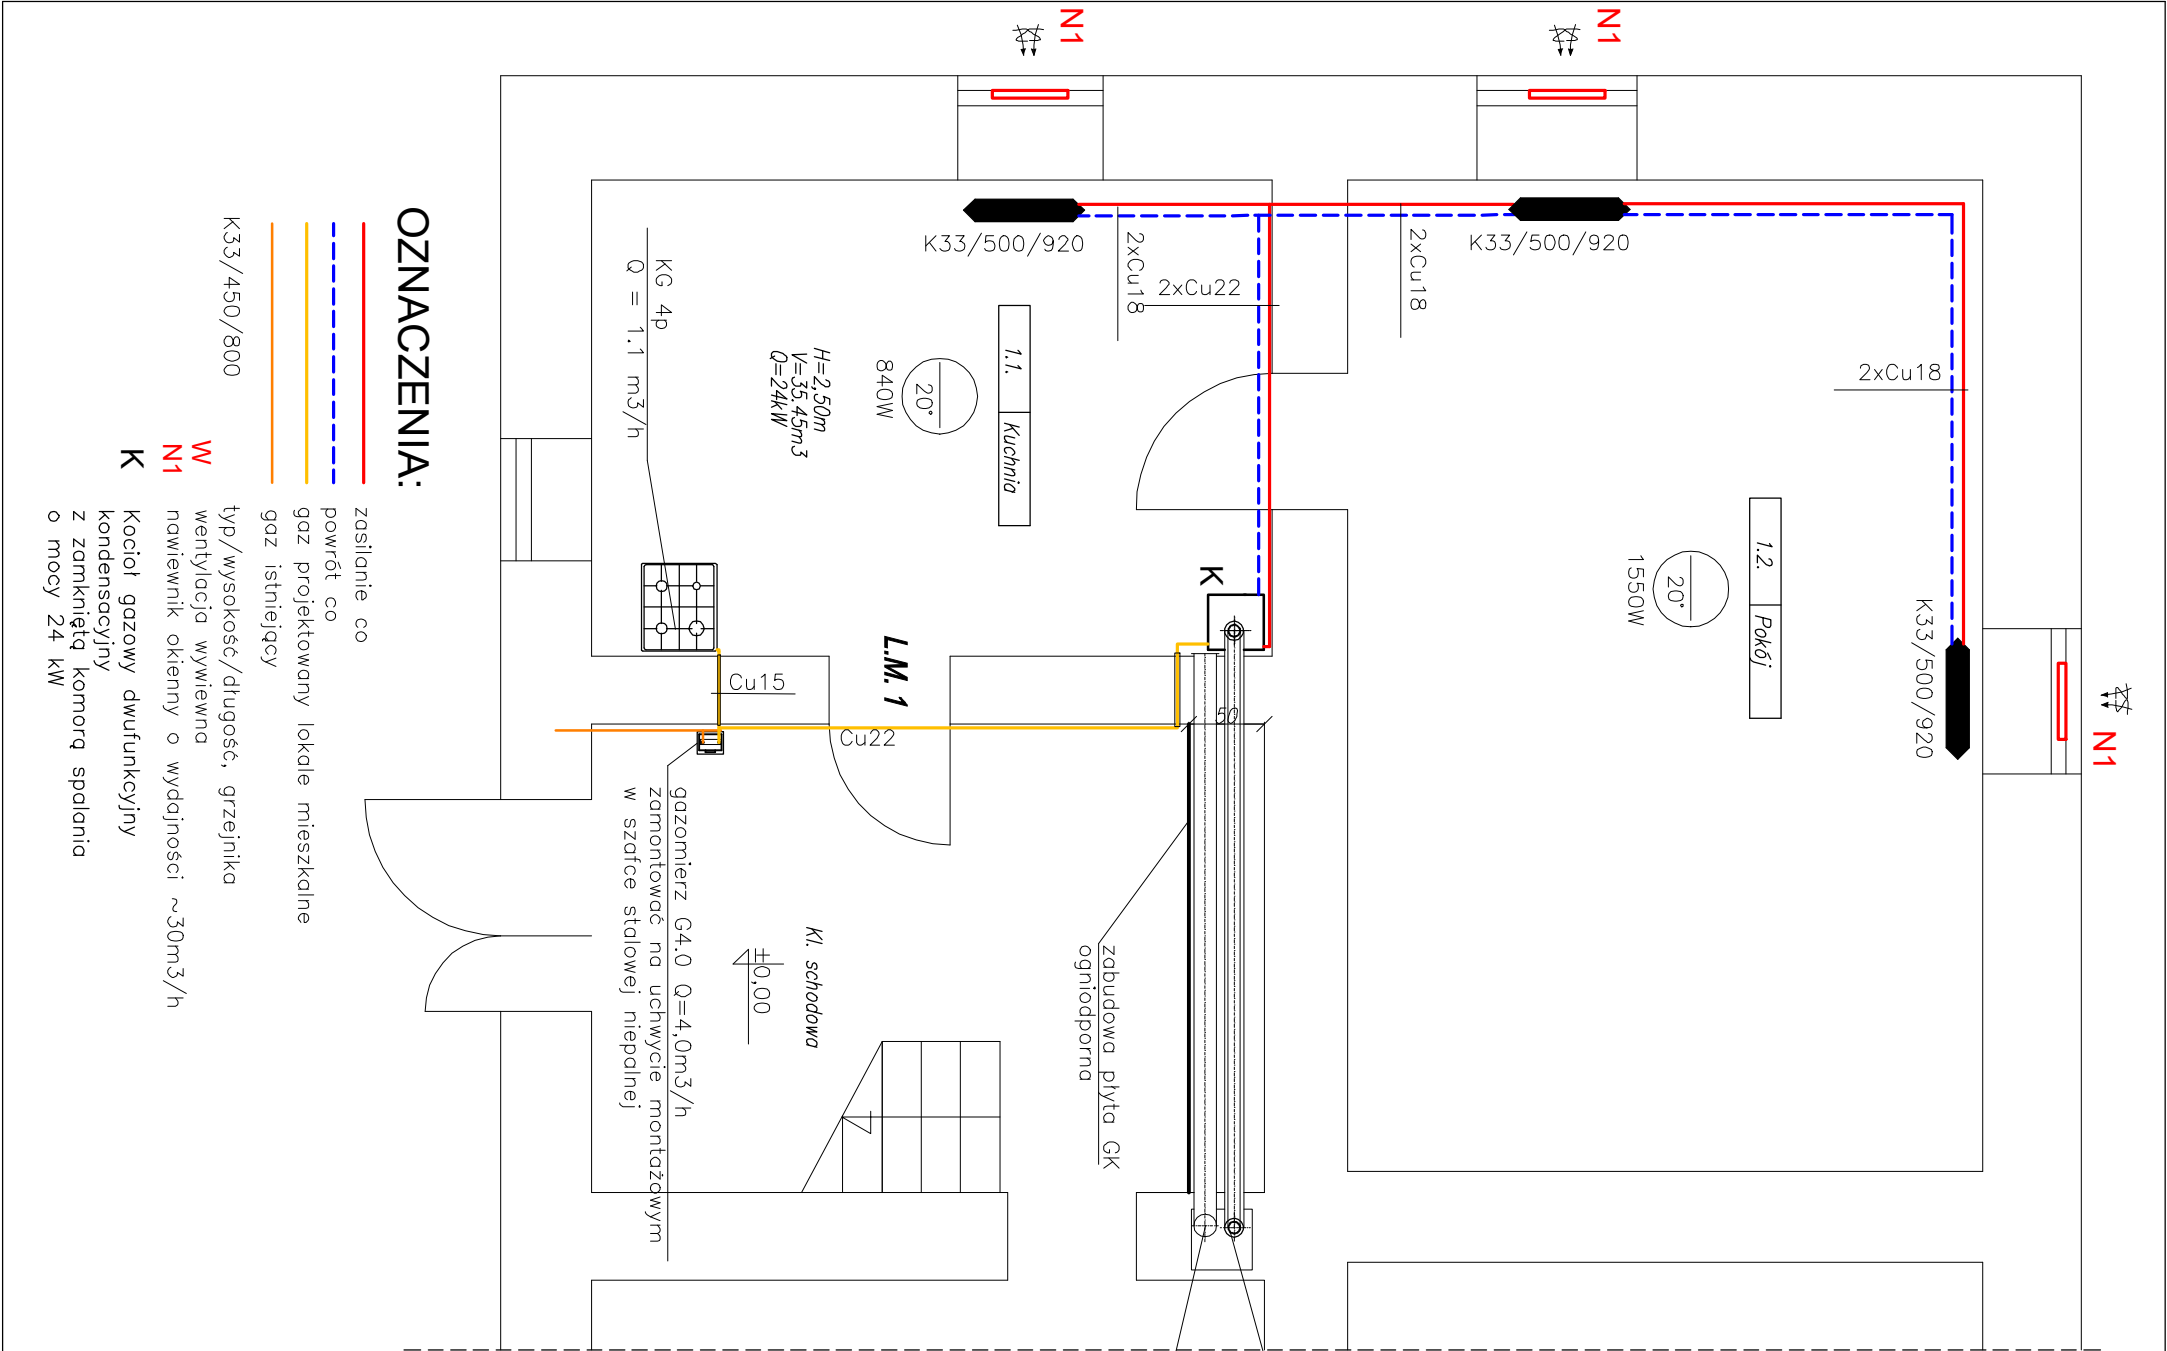 N1
N1
N1
K33/500/920
2xCu18
2xCu22
2xCu18
K33/500/920
2xCu18
K33/500/920
KG 4p
Q = 1.1 m3/h
H=2,50m
V=35.45m3
Q=24kW
20°
840W
1.1. Kuchnia
1.2. Pokój
20°
1550W
K
L.M. 1
Cu15
Cu22
50
gazomierz G4.0 Q=4,0m3/h
zamontować na uchwycie montażowym
w szafce stalowej niepalnej
Kl. schodowa
±0,00
zabudowa płyta GK
ognioodporna
OZNACZENIA:
zasilanie co
powrót co
gaz projektowany lokale mieszkalne
gaz istniejący
K33/450/800 typ/wysokość/długość, grzejnika
W wentylacja wywiewna
N1 nawiewnik okienny o wydajności ~30m3/h
K Kocioł gazowy dwufunkcyjny
kondensacyjny
z zamkniętą komorą spalania
o mocy 24 kW